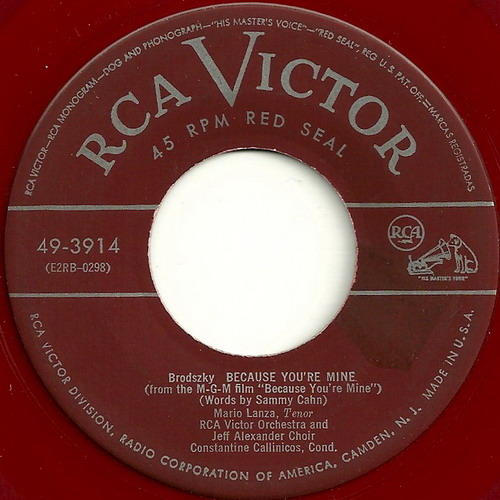 RCA VICTOR—RCA MONOGRAM—DOG AND PHONOGRAPH—"HIS MASTER'S VOICE"—"RED SEAL", REG U.S. PAT. OFF.—MARCAS REGISTRADAS
RCA VICTOR
45 RPM RED SEAL
49-3914
(E2RB-0298)
RCA
"HIS MASTER'S VOICE"
Brodszky BECAUSE YOU'RE MINE
(from the M-G-M film "Because You're Mine")
(Words by Sammy Cahn)
Mario Lanza, Tenor
RCA Victor Orchestra and
Jeff Alexander Choir
Constantine Callinicos, Cond.
RCA VICTOR DIVISION, RADIO CORPORATION OF AMERICA, CAMDEN, N. J. MADE IN U.S.A.